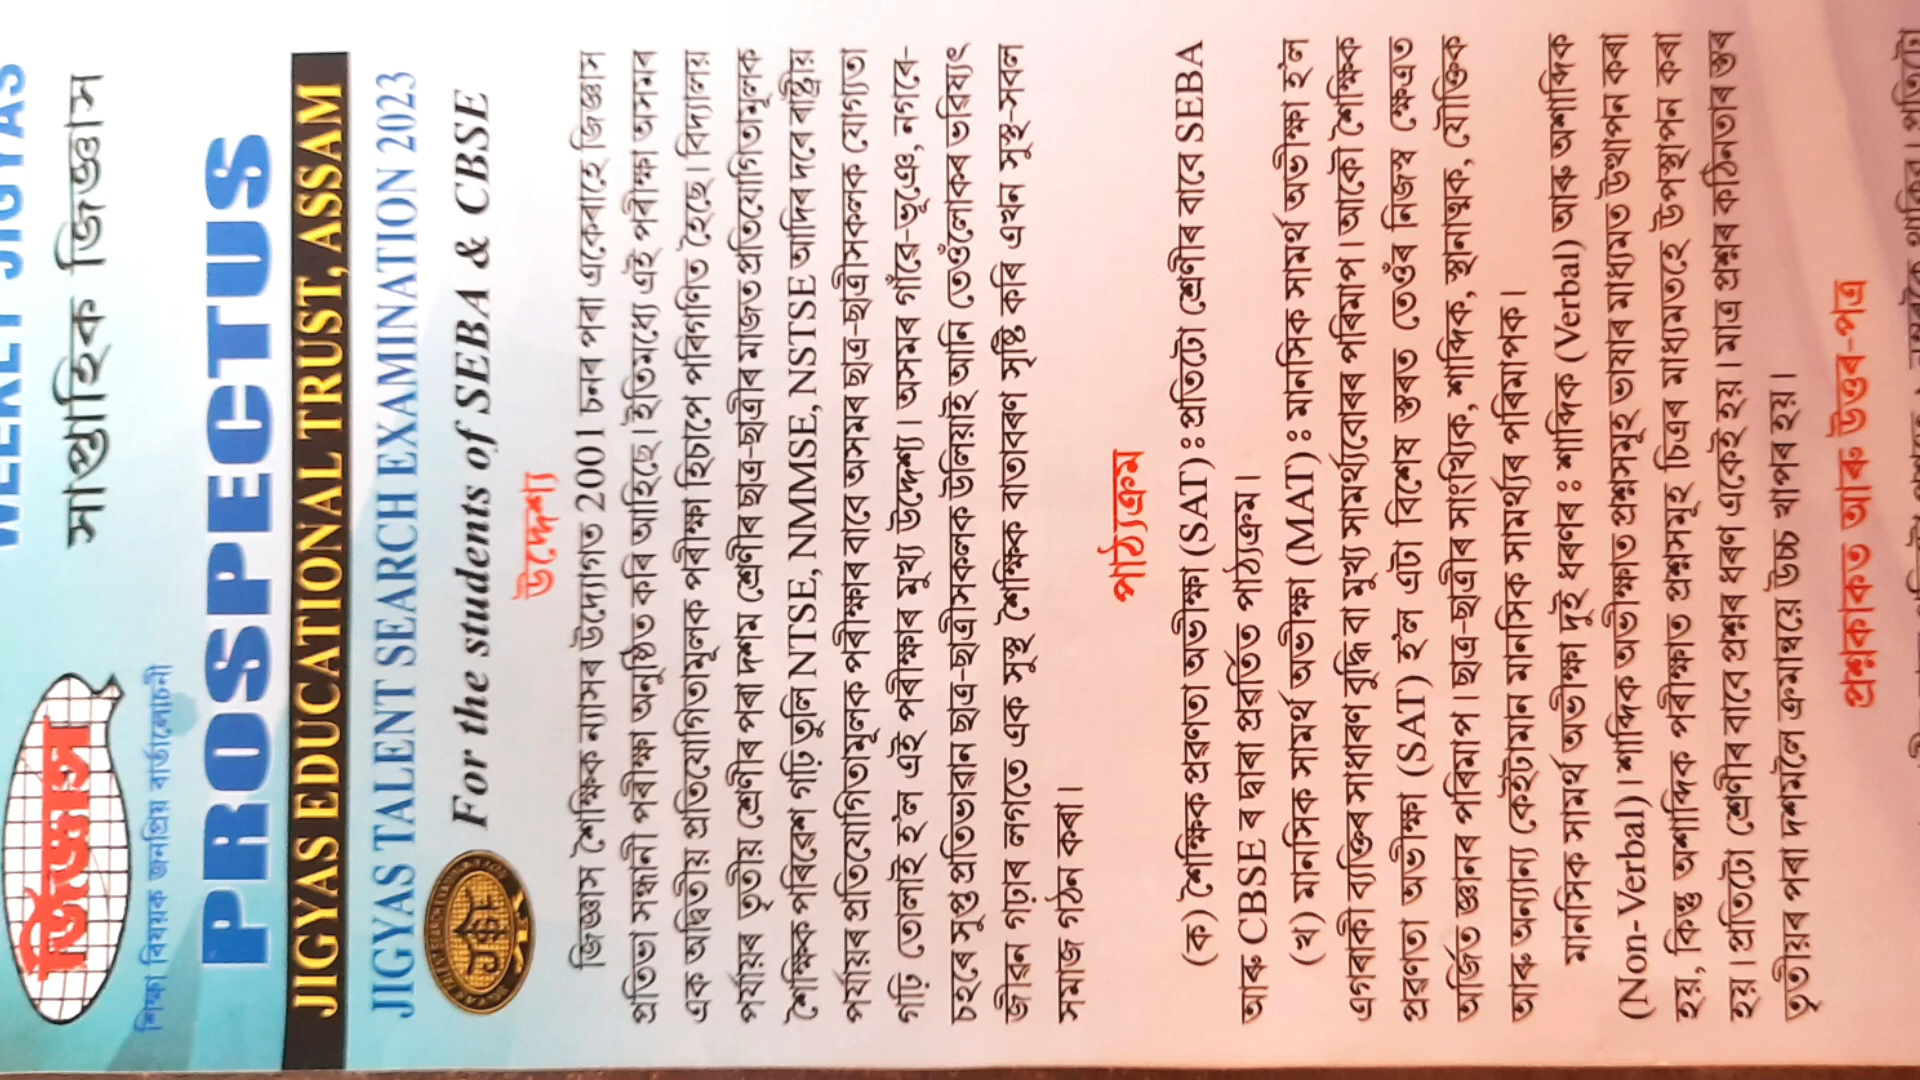 WEEKLY JIGYAS
সাপ্তাহিক জিজ্ঞাস
জিজ্ঞাস
শিক্ষা বিষয়ক জনপ্ৰিয় বাৰ্তালোচনী
PROSPECTUS
JIGYAS EDUCATIONAL TRUST, ASSAM
JIGYAS TALENT SEARCH EXAMINATION 2023
For the students of SEBA & CBSE
উদ্দেশ্য
জিজ্ঞাস শৈক্ষিক ন্যাসৰ উদ্যোগত 2001 চনৰ পৰা একেৰাহে জিজ্ঞাস
প্ৰতিভা সন্ধানী পৰীক্ষা অনুষ্ঠিত কৰি আহিছে। ইতিমধ্যে এই পৰীক্ষা অসমৰ
এক অদ্বিতীয় প্ৰতিযোগিতামূলক পৰীক্ষা হিচাপে পৰিগণিত হৈছে। বিদ্যালয়
পৰ্যায়ৰ তৃতীয় শ্ৰেণীৰ পৰা দশম শ্ৰেণীৰ ছাত্ৰ-ছাত্ৰীৰ মাজত প্ৰতিযোগিতামূলক
শৈক্ষিক পৰিৱেশ গঢ়ি তুলি NTSE, NMMSE, NSTSE আদিৰ দৰে ৰাষ্ট্ৰীয়
পৰ্যায়ৰ প্ৰতিযোগিতামূলক পৰীক্ষাৰ বাবে অসমৰ ছাত্ৰ-ছাত্ৰীসকলক যোগ্যতা
গঢ়ি তোলাই হ'ল এই পৰীক্ষাৰ মুখ্য উদ্দেশ্য। অসমৰ গাঁৱে-ভূঞে, নগৰে-
চহৰে সুপ্ত প্ৰতিভাৱান ছাত্ৰ-ছাত্ৰীসকলক উলিয়াই আনি তেওঁলোকৰ ভৱিষ্যৎ
জীৱন গঢ়াৰ লগতে এক সুস্থ শৈক্ষিক বাতাবৰণ সৃষ্টি কৰি এখন সুস্থ-সবল
সমাজ গঠন কৰা।
পাঠ্যক্ৰম
(ক) শৈক্ষিক প্ৰৱণতা অভীক্ষা (SAT) ঃ প্ৰতিটো শ্ৰেণীৰ বাবে SEBA
আৰু CBSE ৰ দ্বাৰা প্ৰৱৰ্তিত পাঠ্যক্ৰম।
(খ) মানসিক সামৰ্থ অভীক্ষা (MAT) ঃ মানসিক সামৰ্থ অভীক্ষা হ'ল
এগৰাকী ব্যক্তিৰ সাধাৰণ বুদ্ধি বা মুখ্য সামৰ্থ্যবোৰৰ পৰিমাপ। আকৌ শৈক্ষিক
প্ৰৱণতা অভীক্ষা (SAT) হ'ল এটা বিশেষ স্তৰত তেওঁৰ নিজস্ব ক্ষেত্ৰত
অৰ্জিত জ্ঞানৰ পৰিমাপ। ছাত্ৰ-ছাত্ৰীৰ সাংখ্যিক, শাব্দিক, স্থানাত্মক, যৌক্তিক
আৰু অন্যান্য কেইটামান মানসিক সামৰ্থ্যৰ পৰিমাপক।
মানসিক সামৰ্থ অভীক্ষা দুই ধৰণৰ ঃ শাব্দিক (Verbal) আৰু অশাব্দিক
(Non-Verbal)। শাব্দিক অভীক্ষাত প্ৰশ্নসমূহ ভাষাৰ মাধ্যমত উত্থাপন কৰা
হয়, কিন্তু অশাব্দিক পৰীক্ষাত প্ৰশ্নসমূহ চিত্ৰৰ মাধ্যমতহে উপস্থাপন কৰা
হয়। প্ৰতিটো শ্ৰেণীৰ বাবে প্ৰশ্নৰ ধৰণ একেই হয়। মাত্ৰ প্ৰশ্নৰ কঠিনতাৰ স্তৰ
তৃতীয়ৰ পৰা দশমলৈ ক্ৰমান্বয়ে উচ্চ খাপৰ হয়।
প্ৰশ্নকাকত আৰু উত্তৰ-পত্ৰ